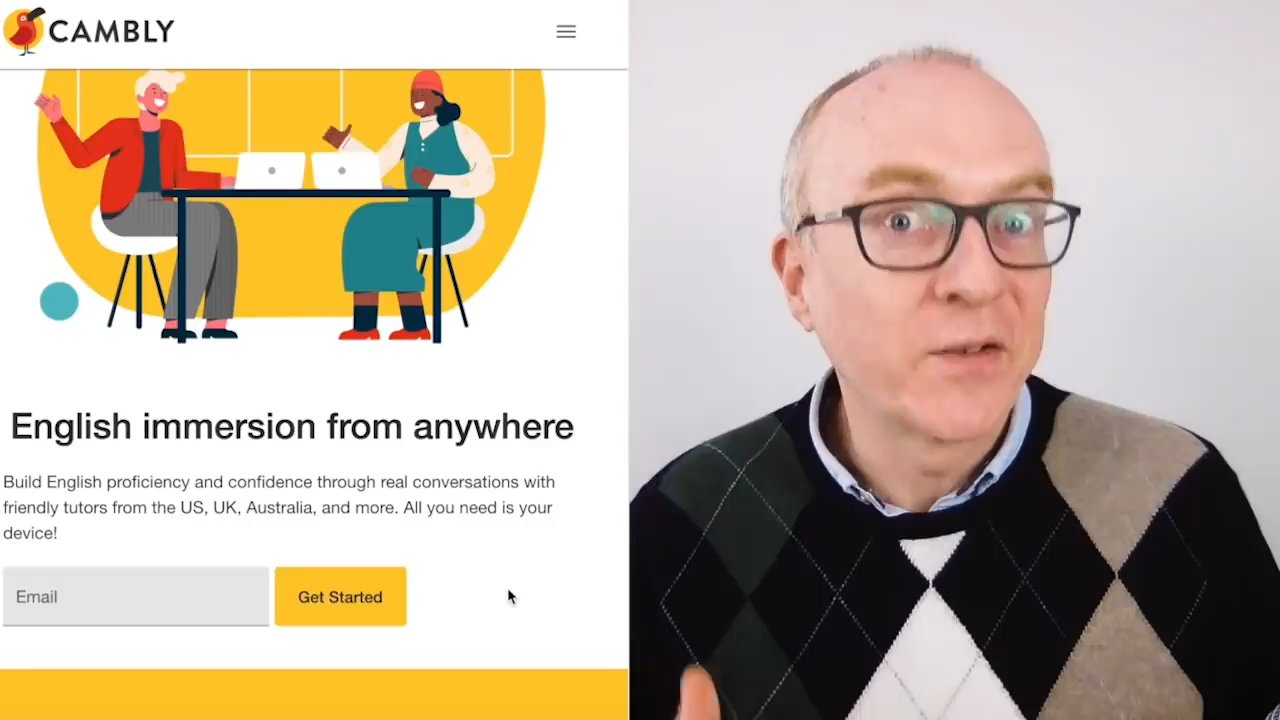 CAMBLY
English immersion from anywhere
Build English proficiency and confidence through real conversations with
friendly tutors from the US, UK, Australia, and more. All you need is your
device!
Email
Get Started